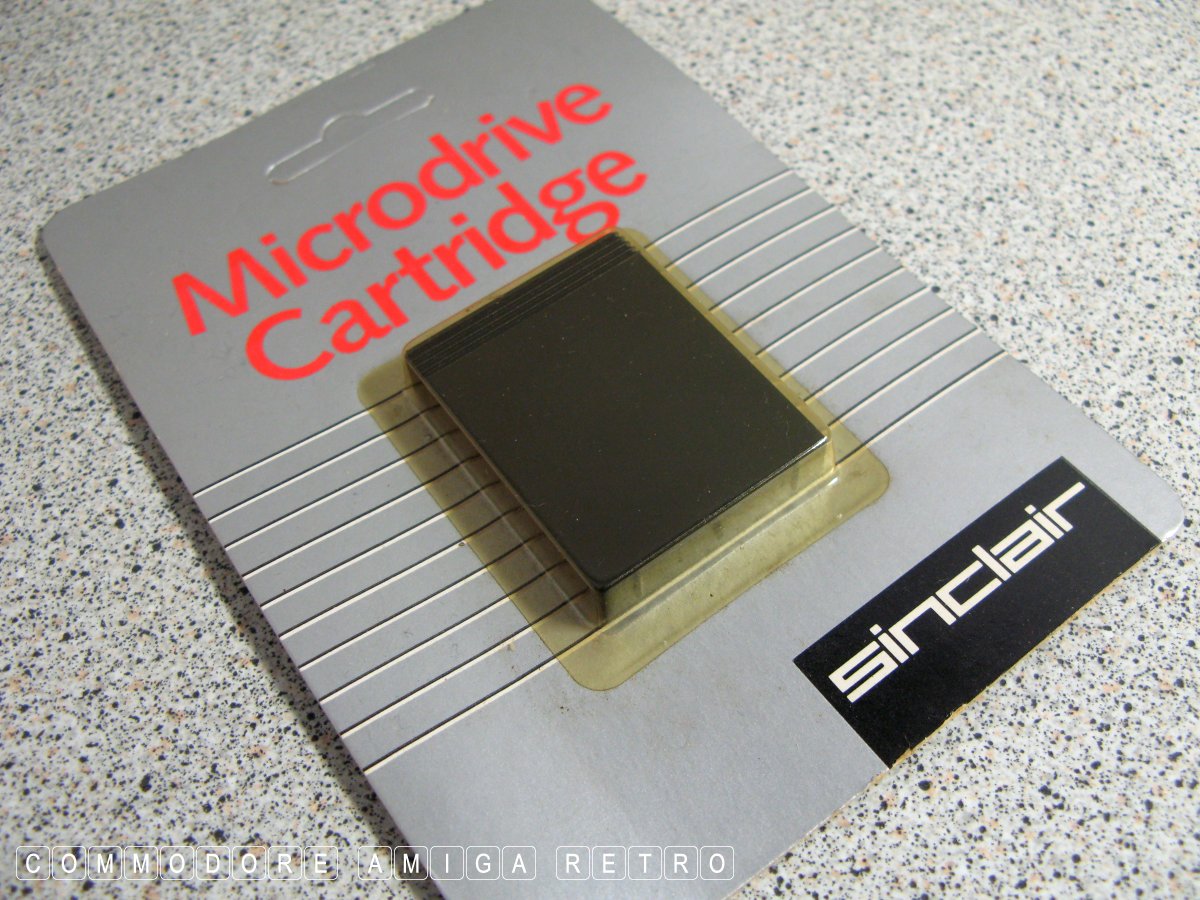 Microdrive
Cartridge
sinclair
COMMODORE AMIGA RETRO